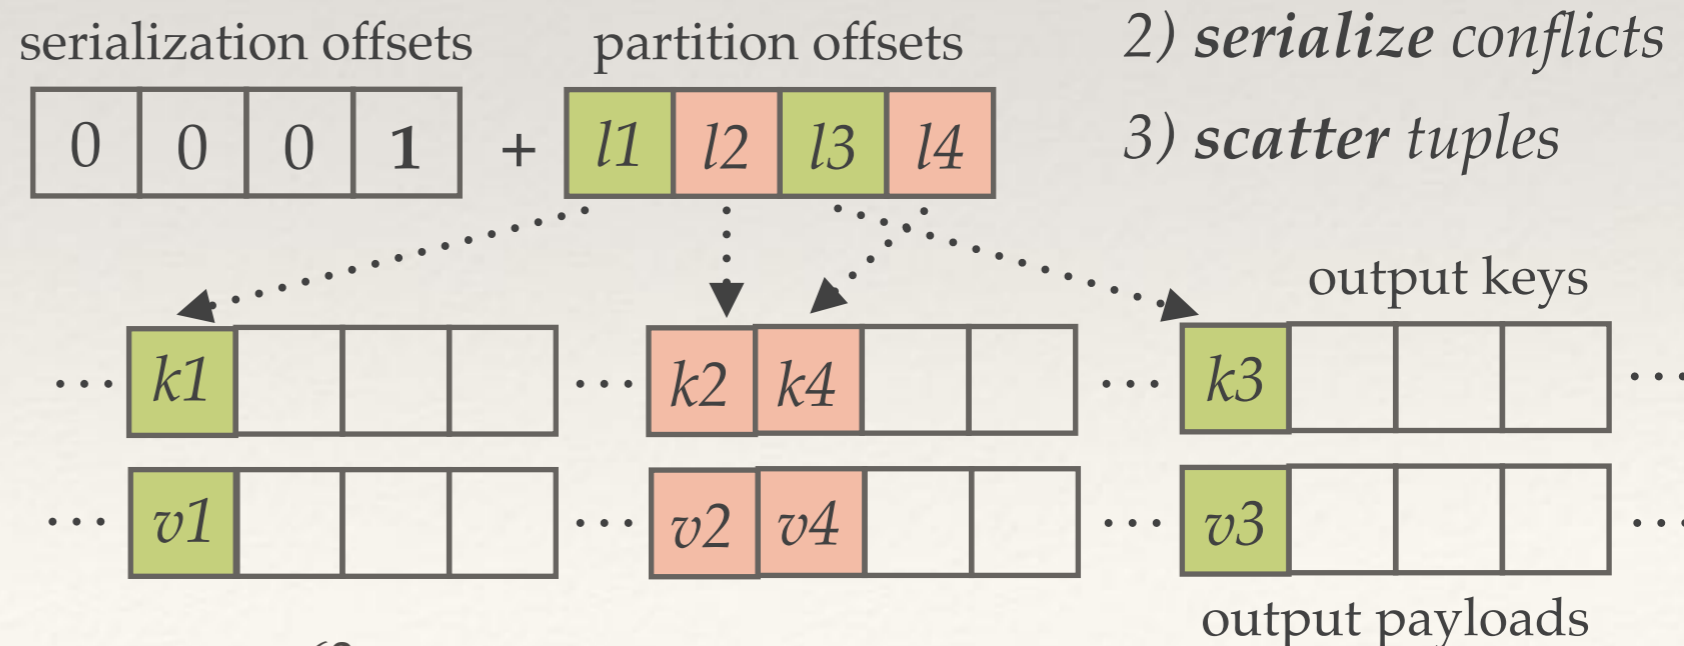 serialization offsets
partition offsets
2) serialize conflicts
0 0 0 1 + l1 l2 l3 l4
3) scatter tuples
output keys
... k1 ... k2 k4 ... k3 ...
... v1 ... v2 v4 ... v3 ...
output payloads